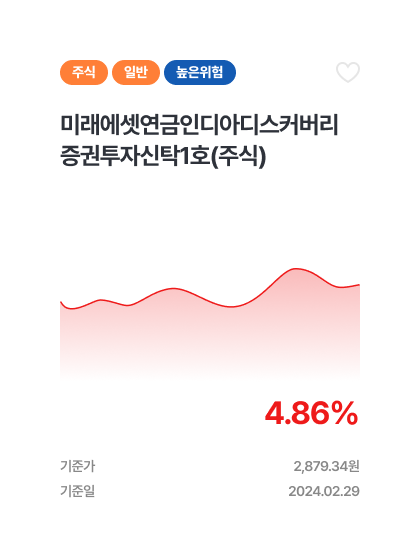 주식 일반 높은위험
미래에셋연금인디아디스커버리
증권투자신탁1호(주식)
4.86%
기준가 2,879.34원
기준일 2024.02.29